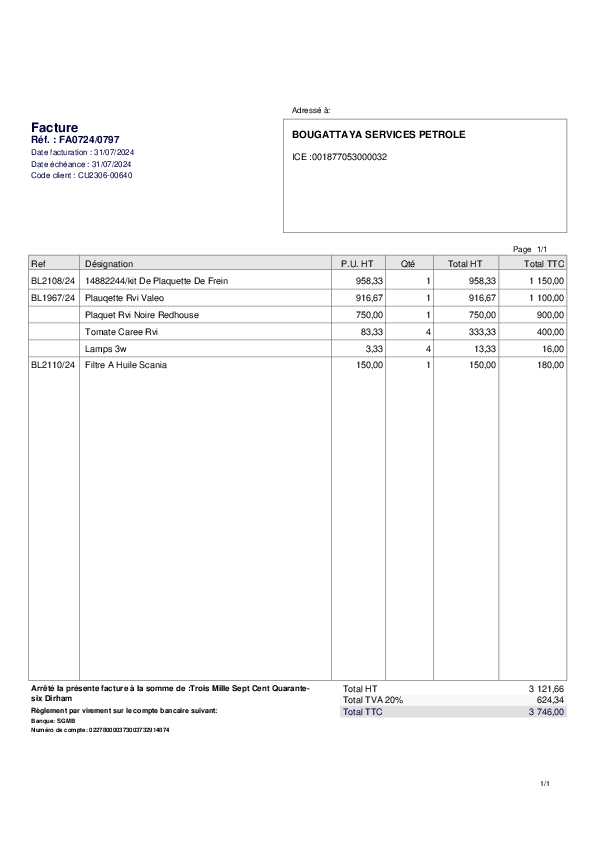 Adressé à:
Facture
Réf. : FA0724/0797
Date facturation : 31/07/2024
Date échéance : 31/07/2024
Code client : CU2306-00640
BOUGATTAYA SERVICES PETROLE
ICE :001877053000032
Page 1/1
Ref Désignation P.U. HT Qté Total HT Total TTC
BL2108/24 14882244/kit De Plaquette De Frein 958,33 1 958,33 1 150,00
BL1967/24 Plauqette Rvi Valeo 916,67 1 916,67 1 100,00
Plaquet Rvi Noire Redhouse 750,00 1 750,00 900,00
Tomate Caree Rvi 83,33 4 333,33 400,00
Lamps 3w 3,33 4 13,33 16,00
BL2110/24 Filtre A Huile Scania 150,00 1 150,00 180,00
Arrêté la présente facture à la somme de :Trois Mille Sept Cent Quarante-
six Dirham
Règlement par virement sur le compte bancaire suivant:
Banque: SGMB
Numéro de compte: 022780000373003732914874
Total HT 3 121,66
Total TVA 20% 624,34
Total TTC 3 746,00
1/1